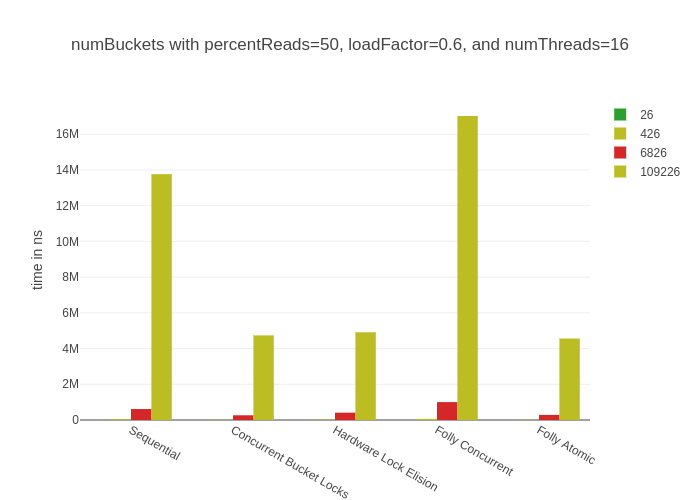 numBuckets with percentReads=50, loadFactor=0.6, and numThreads=16
26
426
6826
109226
time in ns
16M
14M
12M
10M
8M
6M
4M
2M
0
Sequential
Concurrent Bucket Locks
Hardware Lock Elision
Folly Concurrent
Folly Atomic